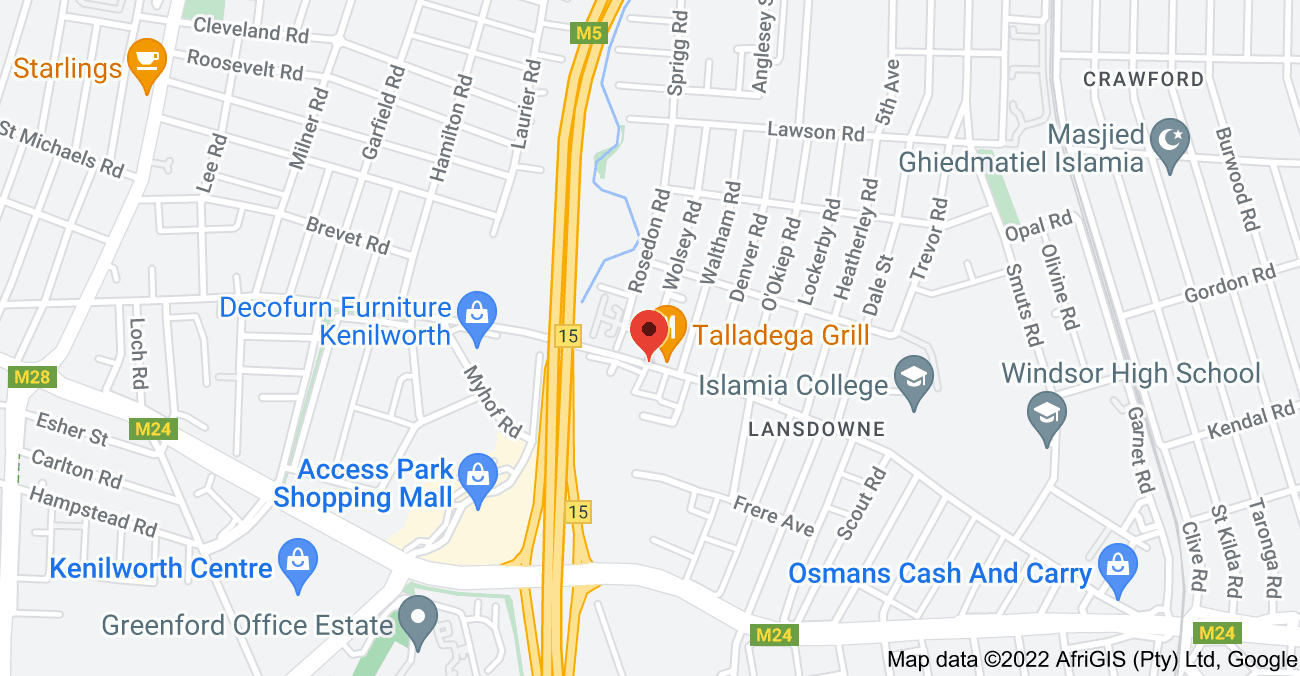 M5
Cleveland Rd
Roosevelt Rd
Starlings
Sprigg Rd
Anglesey S
CRAWFORD
5th Ave
Laurier Rd
Hamilton Rd
Garfield Rd
Milner Rd
Lee Rd
St Michaels Rd
Lawson Rd
Masjied
Ghiedmatiel Islamia
Burwood Rd
Brevet Rd
Rosedon Rd
Wolsey Rd
Waltham Rd
Denver Rd
O'Okiep Rd
Lockerby Rd
Heatherley Rd
Dale St
Trevor Rd
Opal Rd
Olivine Rd
Smuts Rd
Gordon Rd
Decofurn Furniture
Kenilworth
15
Talladega Grill
Loch Rd
M28
Myhof Rd
Islamia College
Windsor High School
M24
LANSDOWNE
Esher St
Carlton Rd
Hampstead Rd
Garnet Rd
Kendal Rd
Access Park
Shopping Mall
15
Frere Ave
Scout Rd
Clive Rd
St Kilda Rd
Taronga Rd
Kenilworth Centre
Osmans Cash And Carry
Greenford Office Estate
M24
M24
Map data ©2022 AfriGIS (Pty) Ltd, Google